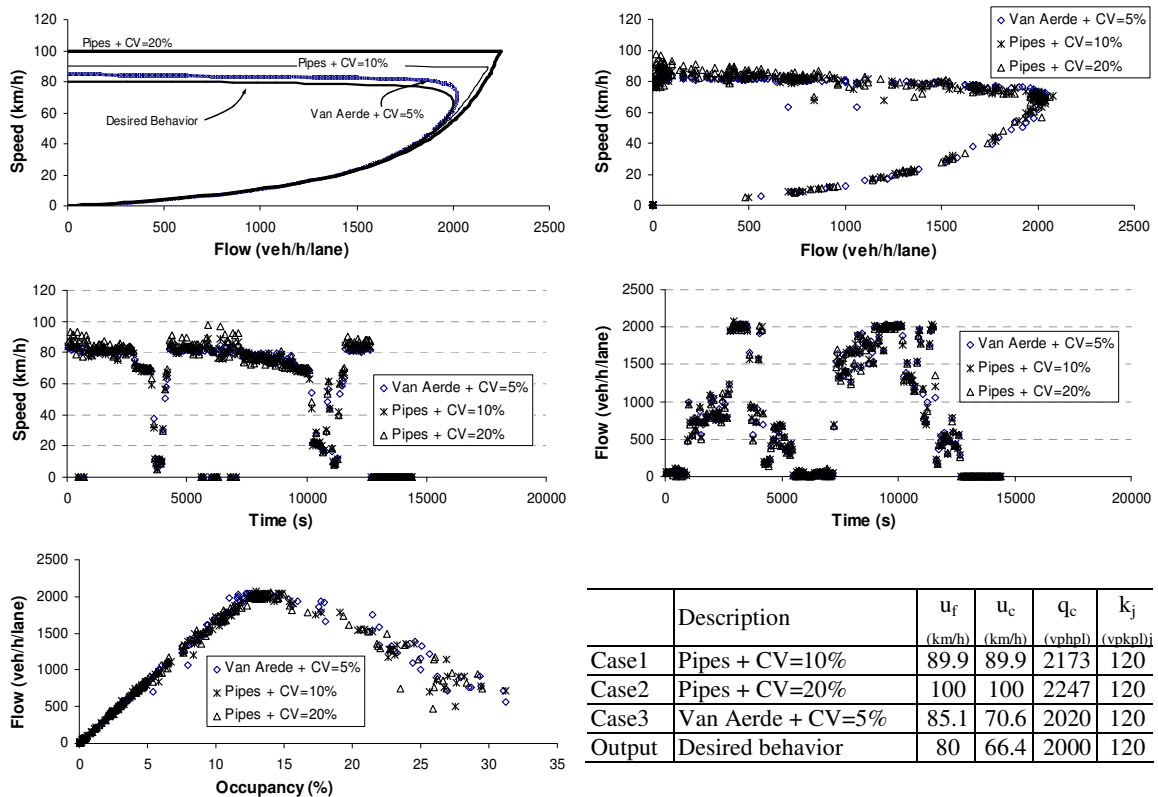 120
100
80
60
40
20
0
Speed (km/h)
Pipes + CV=20%
Pipes + CV=10%
Van Aerde + CV=5%
Desired Behavior
0 500 1000 1500 2000 2500
Flow (veh/h/lane)
120
100
80
60
40
20
0
Speed (km/h)
Van Aerde + CV=5%
Pipes + CV=10%
Pipes + CV=20%
0 500 1000 1500 2000
Flow (veh/h/lane)
120
100
80
60
40
20
0
Speed (km/h)
Van Aerde + CV=5%
Pipes + CV=10%
Pipes + CV=20%
0 5000 10000 15000 20000
Time (s)
2500
2000
1500
1000
500
0
Flow (veh/h/lane)
Van Aerde + CV=5%
Pipes + CV=10%
Pipes + CV=20%
0 5000 10000 15000 20000
Time (s)
2500
2000
1500
1000
500
0
Flow (veh/h/lane)
Van Arede + CV=5%
Pipes + CV=10%
Pipes + CV=20%
0 5 10 15 20 25 30 35
Occupancy (%)
Description uf uc qc kj
(km/h) (km/h) (vphpl) (vpkpl)j
Case1 Pipes + CV=10% 89.9 89.9 2173 120
Case2 Pipes + CV=20% 100 100 2247 120
Case3 Van Aerde + CV=5% 85.1 70.6 2020 120
Output Desired behavior 80 66.4 2000 120